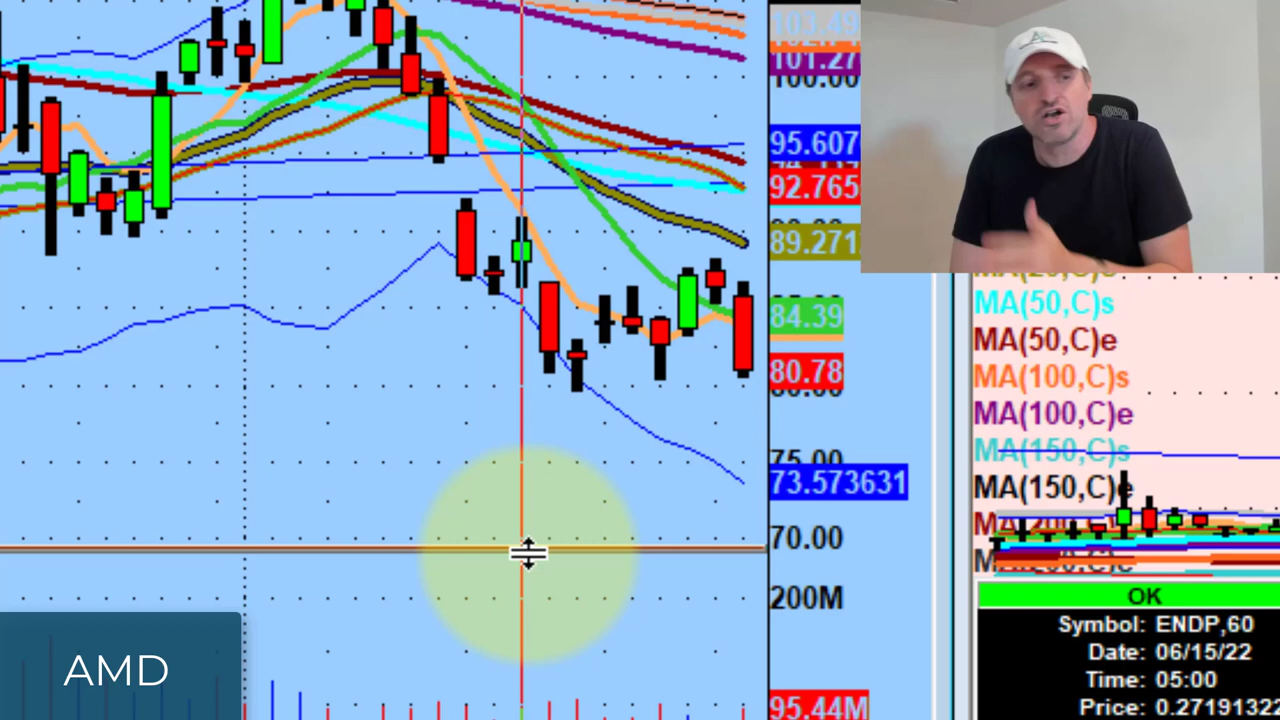 103.49
101.27
100.00
95.607
92.765
89.271
84.39
80.78
80.00
75.00
73.573631
70.00
200M
95.44M
AMD
MA(50,C)s
MA(50,C)e
MA(100,C)s
MA(100,C)e
MA(150,C)s
MA(150,C)e
OK
Symbol: ENDP,60
Date: 06/15/22
Time: 05:00
Price: 0.27191322